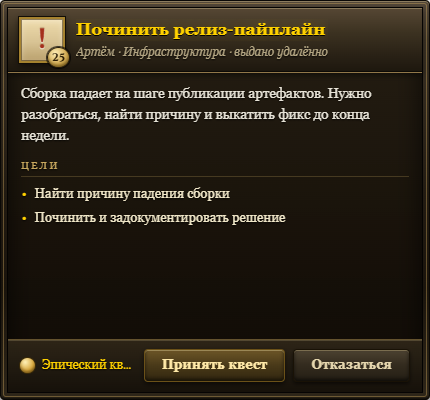 !
25
Починить релиз-пайплайн
Артём · Инфраструктура · выдано удалённо
Сборка падает на шаге публикации артефактов. Нужно
разобраться, найти причину и выкатить фикс до конца
недели.
ЦЕЛИ
• Найти причину падения сборки
• Починить и задокументировать решение
Эпический кв...
Принять квест
Отказаться